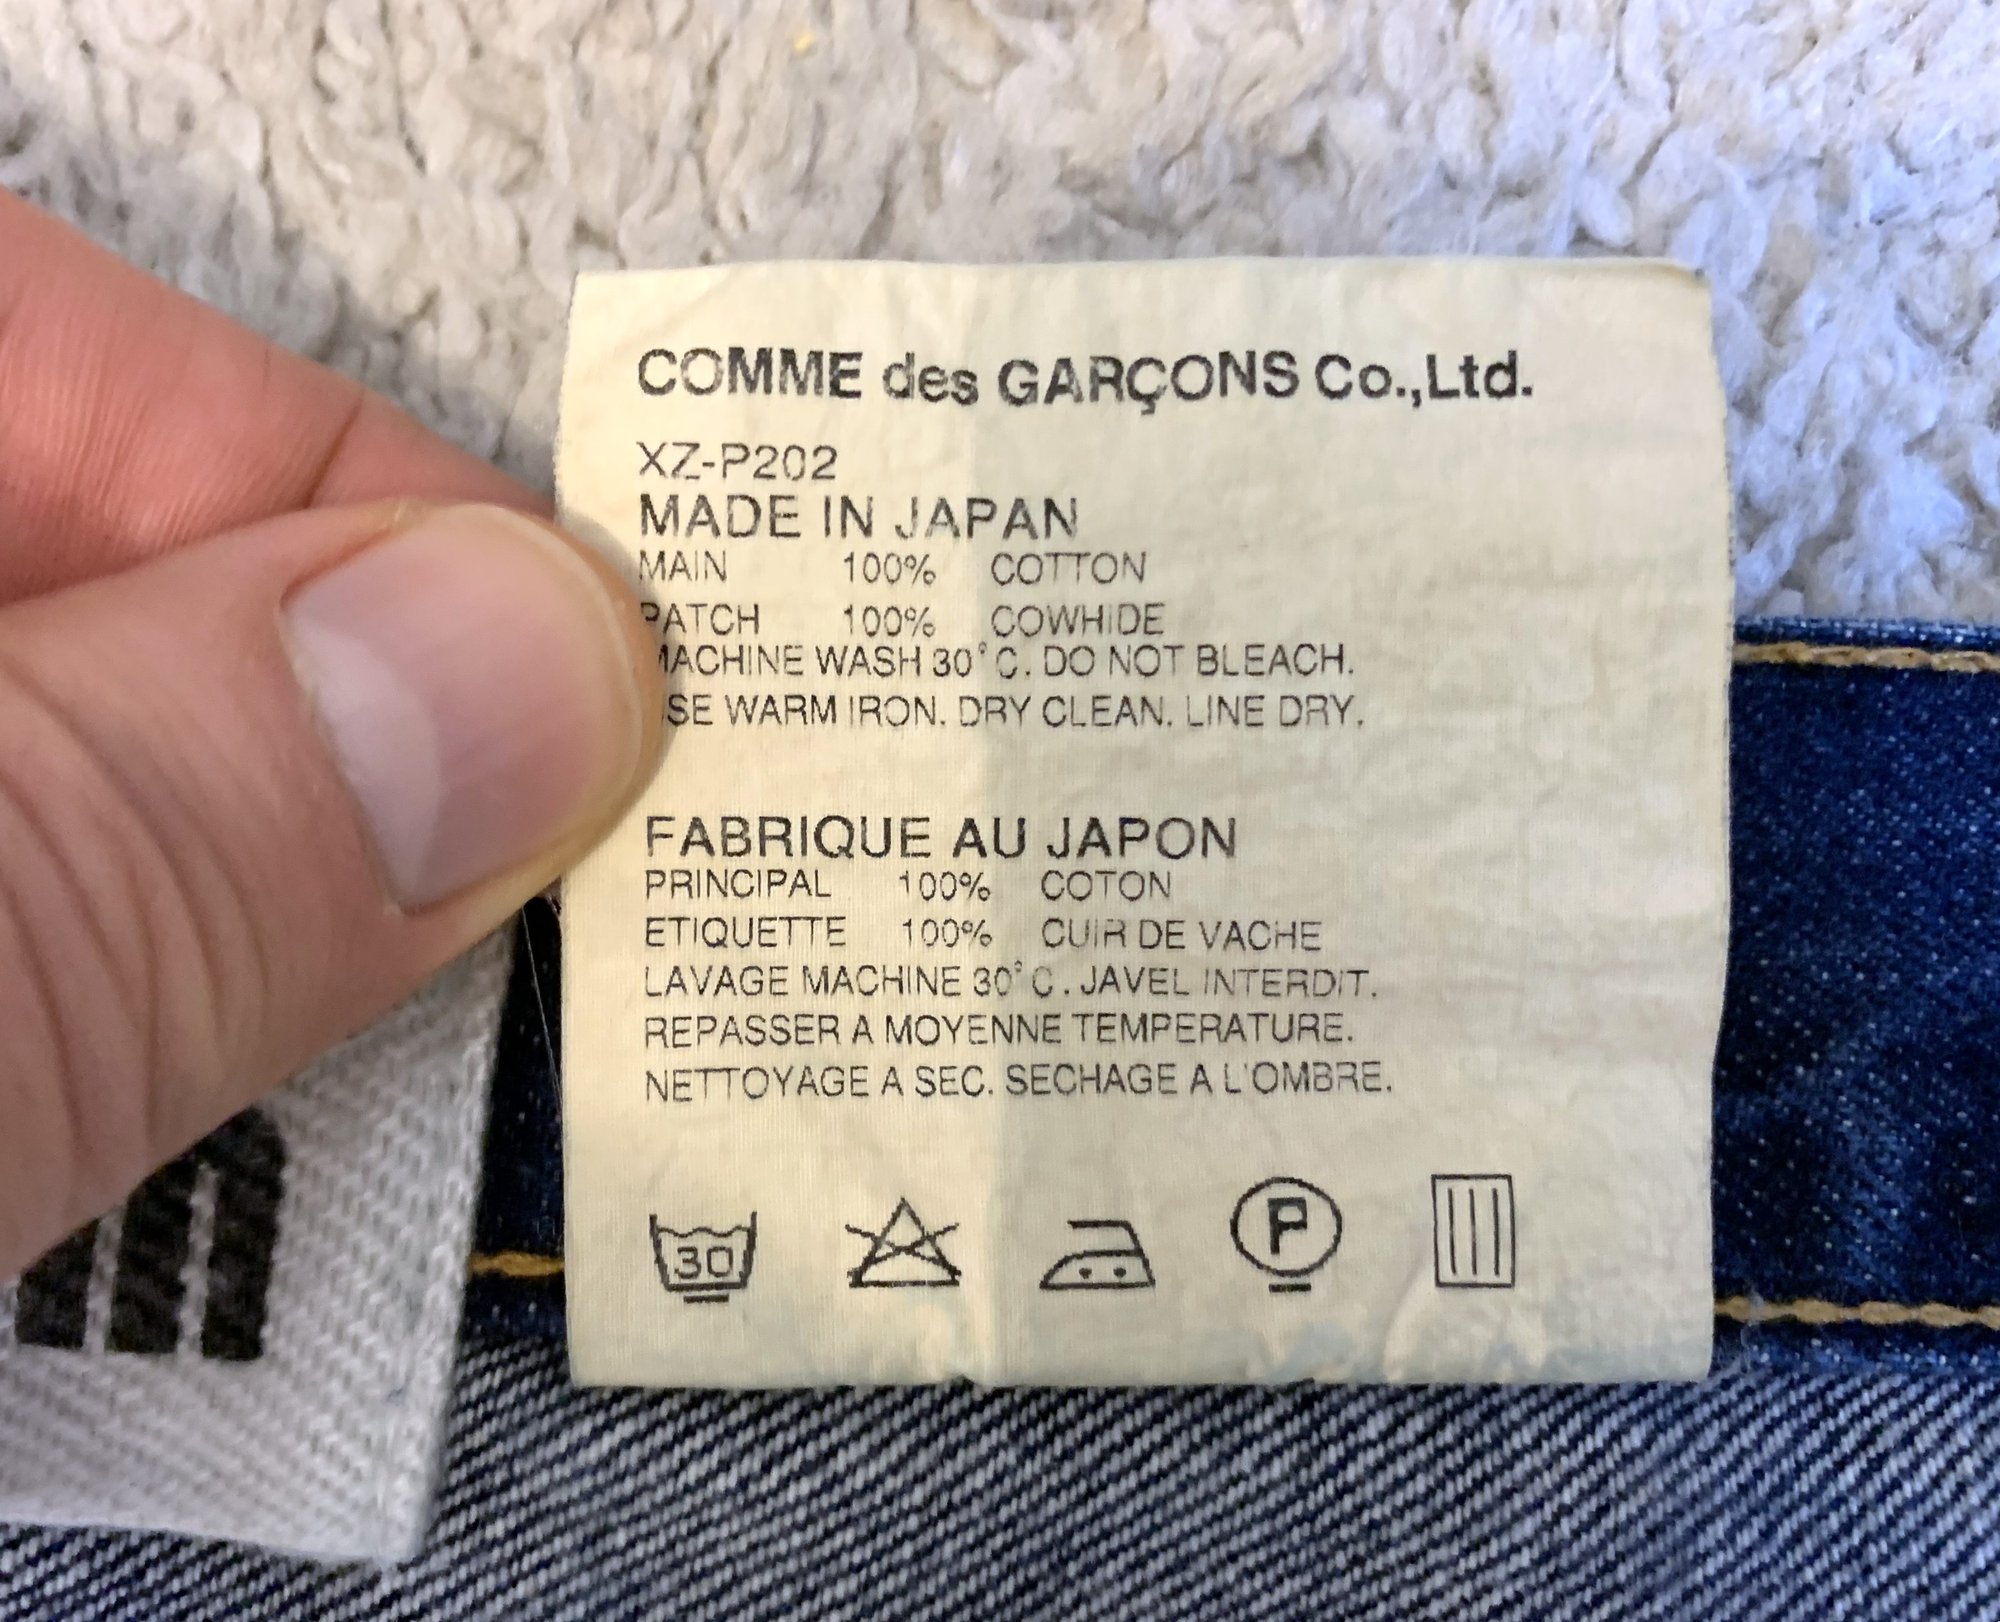 COMME des GARÇONS Co.,Ltd.
XZ-P202
MADE IN JAPAN
MAIN 100% COTTON
PATCH 100% COWHIDE
MACHINE WASH 30°C. DO NOT BLEACH.
SE WARM IRON. DRY CLEAN. LINE DRY.
FABRIQUE AU JAPON
PRINCIPAL 100% COTON
ETIQUETTE 100% CUIR DE VACHE
LAVAGE MACHINE 30°C. JAVEL INTERDIT.
REPASSER A MOYENNE TEMPERATURE.
NETTOYAGE A SEC. SECHAGE A L'OMBRE.
30 P